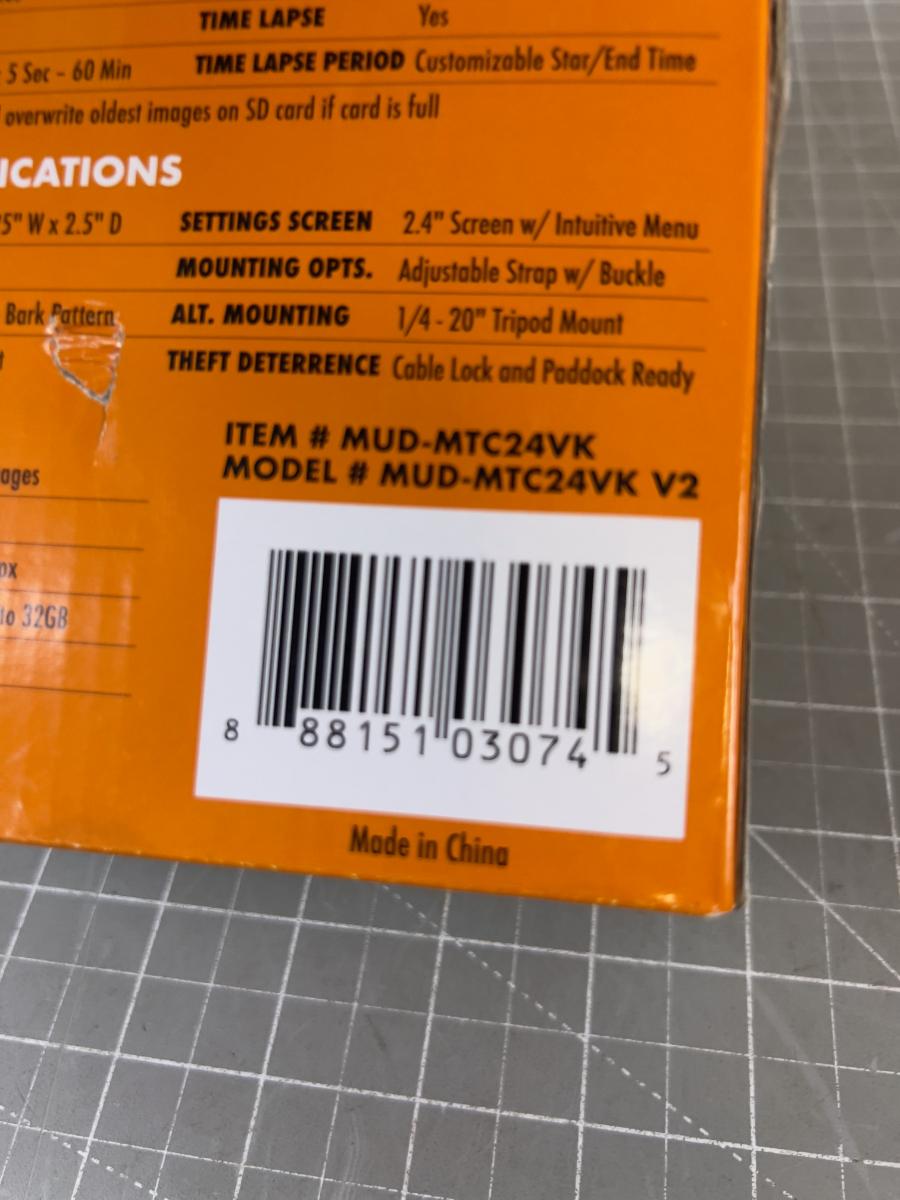 TIME LAPSE Yes
5 Sec - 60 Min TIME LAPSE PERIOD Customizable Star/End Time
overwrite oldest images on SD card if card is full
ICATIONS
5" W x 2.5" D SETTINGS SCREEN 2.4" Screen w/ Intuitive Menu
MOUNTING OPTS. Adjustable Strap w/ Buckle
Bark Pattern ALT. MOUNTING 1/4 - 20" Tripod Mount
THEFT DETERRENCE Cable Lock and Paddock Ready
ITEM # MUD-MTC24VK
MODEL # MUD-MTC24VK V2
ages
ox
to 32GB
8 88151 03074 5
Made in China